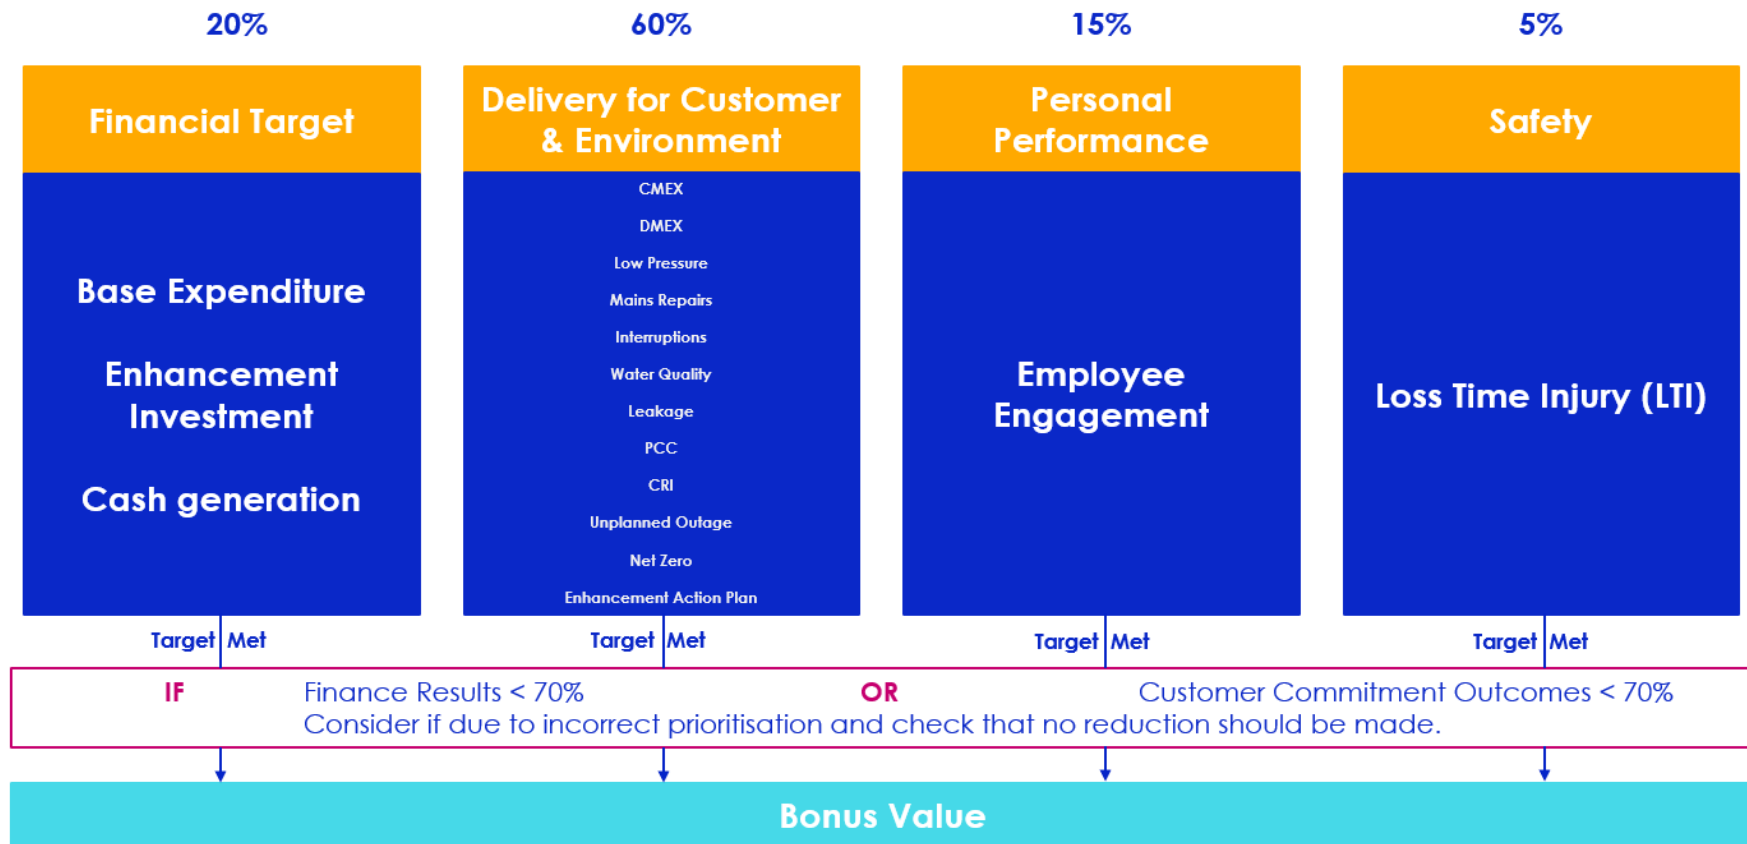 20%
60%
15%
5%
Financial Target
Delivery for Customer
& Environment
Personal
Performance
Safety
Base Expenditure
Enhancement
Investment
Cash generation
CMEX
DMEX
Low Pressure
Mains Repairs
Interruptions
Water Quality
Leakage
PCC
CRI
Unplanned Outage
Net Zero
Enhancement Action Plan
Employee
Engagement
Loss Time Injury (LTI)
Target Met
Target Met
Target Met
Target Met
IF Finance Results < 70% OR Customer Commitment Outcomes < 70%
Consider if due to incorrect prioritisation and check that no reduction should be made.
Bonus Value